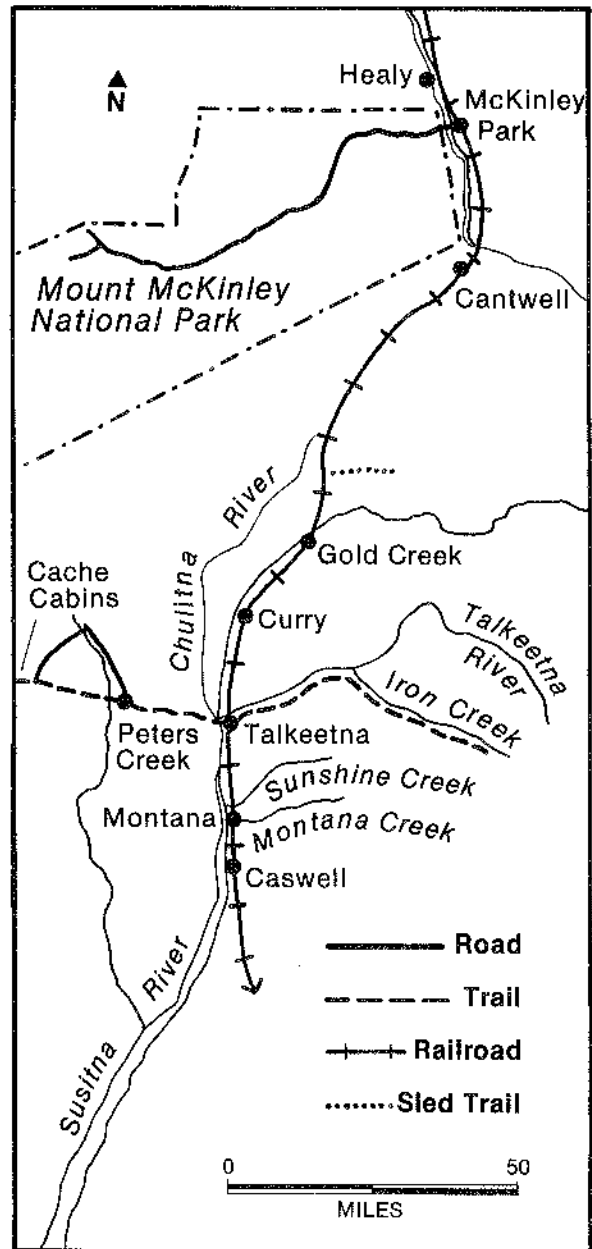 N
Healy
McKinley
Park
Mount McKinley
National Park
Cantwell
Chulitna River
Gold Creek
Cache
Cabins
Curry
Talkeetna
River
Iron Creek
Peters
Creek
Talkeetna
Sunshine Creek
Montana
Montana Creek
Caswell
Susitna River
Road
Trail
Railroad
Sled Trail
0 50
MILES